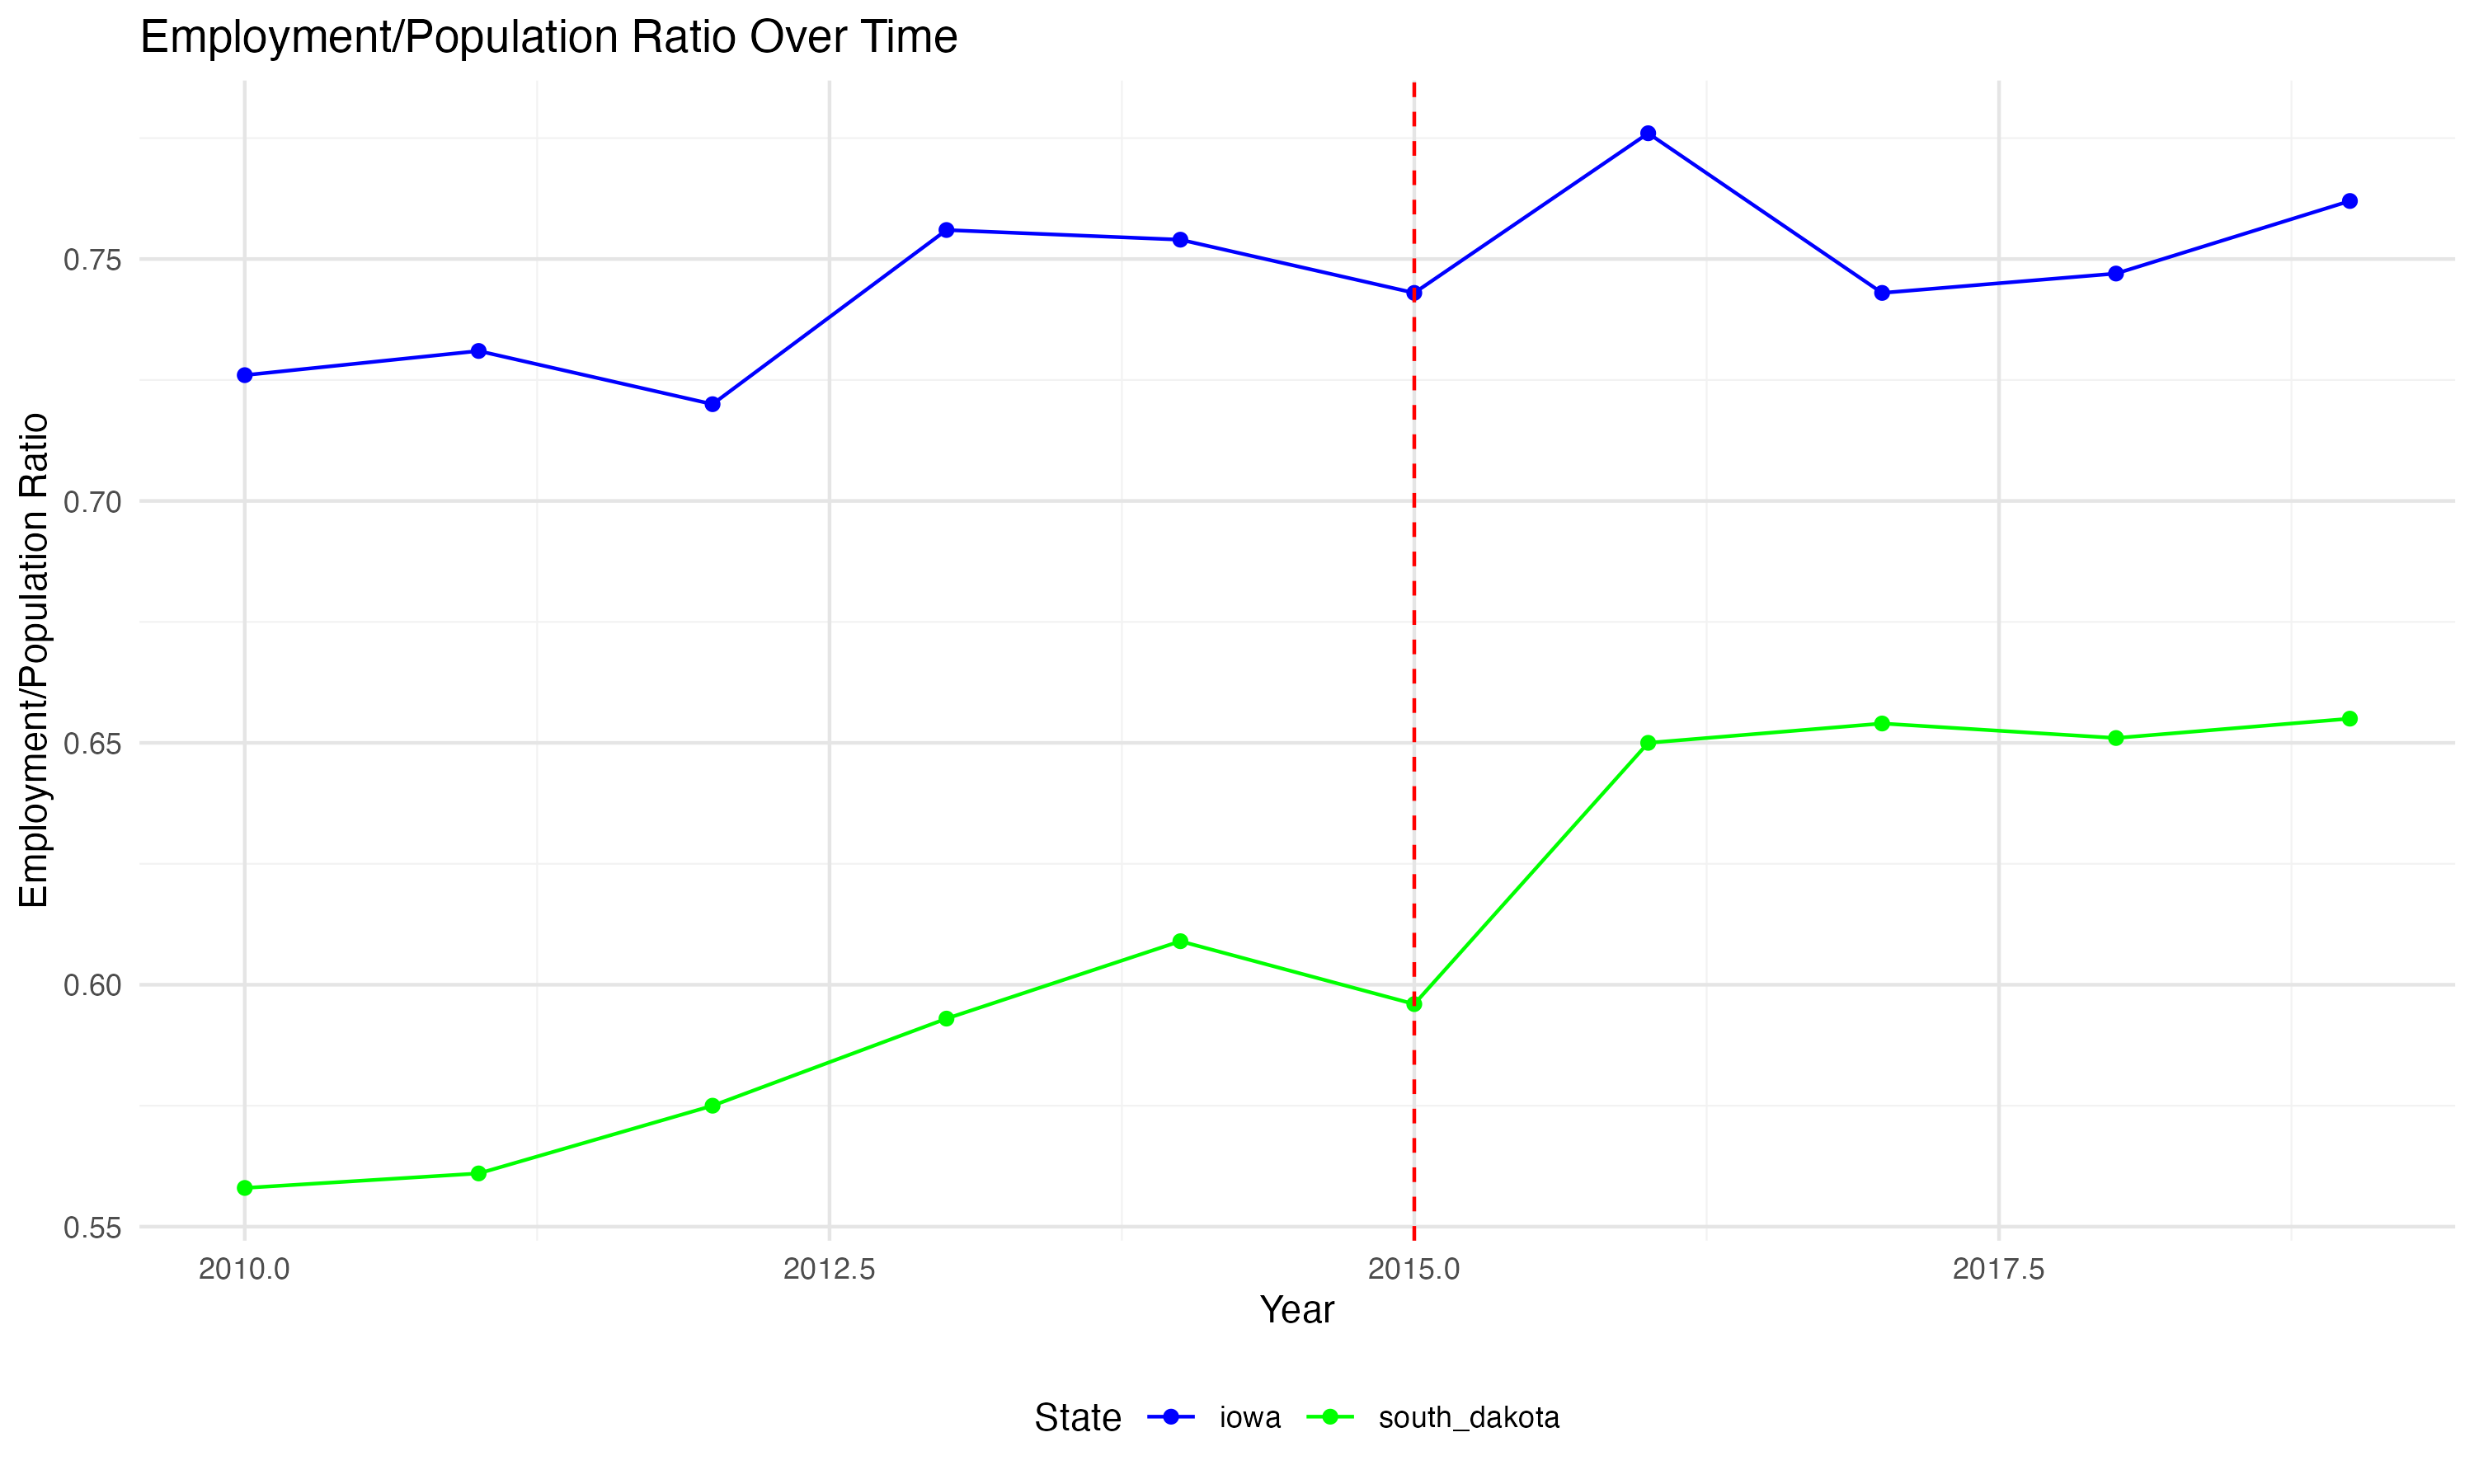 Employment/Population Ratio Over Time
Employment/Population Ratio
0.75
0.70
0.65
0.60
0.55
2010.0 2012.5 2015.0 2017.5
Year
State iowa south_dakota